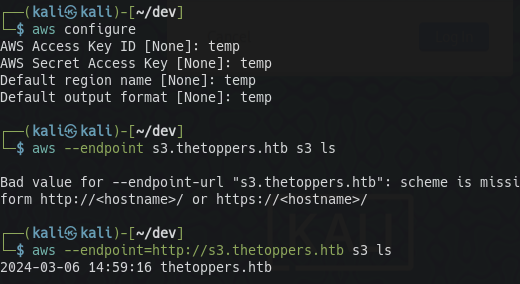 ┌──(kali㉿kali)-[~/dev]
└─$ aws configure
AWS Access Key ID [None]: temp
AWS Secret Access Key [None]: temp
Default region name [None]: temp
Default output format [None]: temp
┌──(kali㉿kali)-[~/dev]
└─$ aws --endpoint s3.thetoppers.htb s3 ls
Bad value for --endpoint-url "s3.thetoppers.htb": scheme is missi
form http://<hostname>/ or https://<hostname>/
┌──(kali㉿kali)-[~/dev]
└─$ aws --endpoint=http://s3.thetoppers.htb s3 ls
2024-03-06 14:59:16 thetoppers.htb
KALI